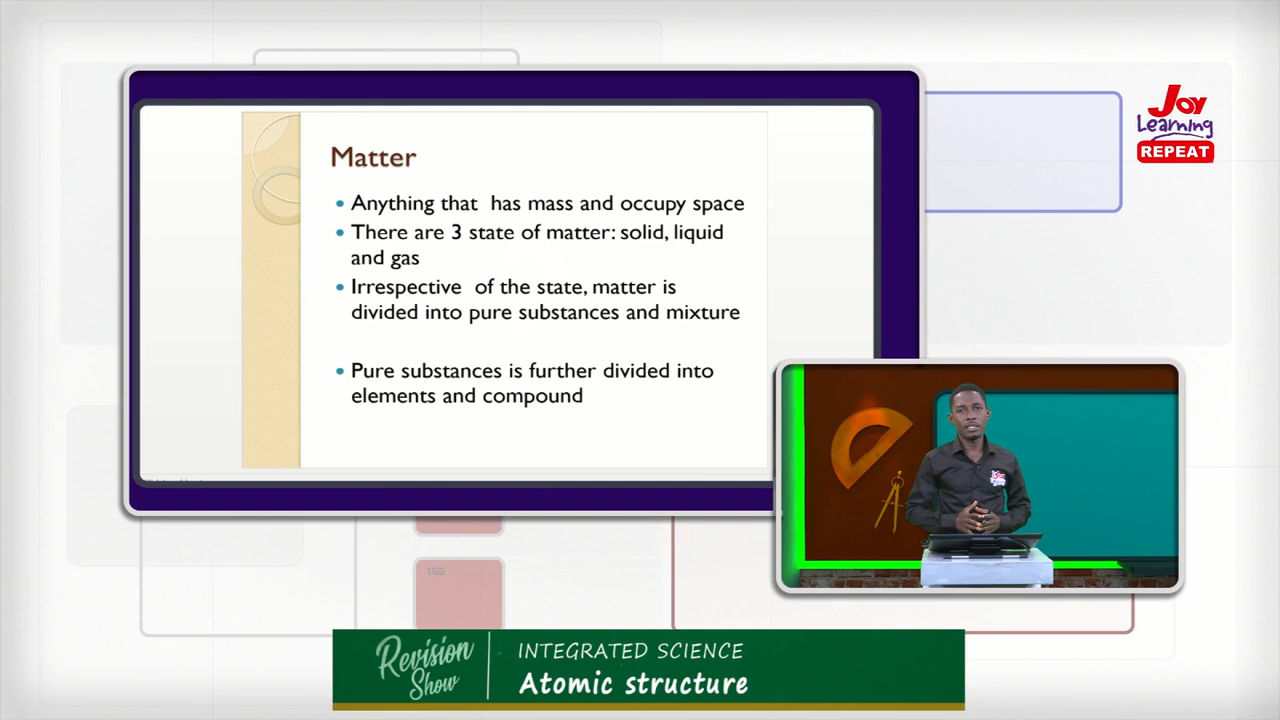 Joy
Learning
REPEAT
Matter
• Anything that has mass and occupy space
• There are 3 state of matter: solid, liquid
and gas
• Irrespective of the state, matter is
divided into pure substances and mixture
• Pure substances is further divided into
elements and compound
16
Revision
Show
INTEGRATED SCIENCE
Atomic structure